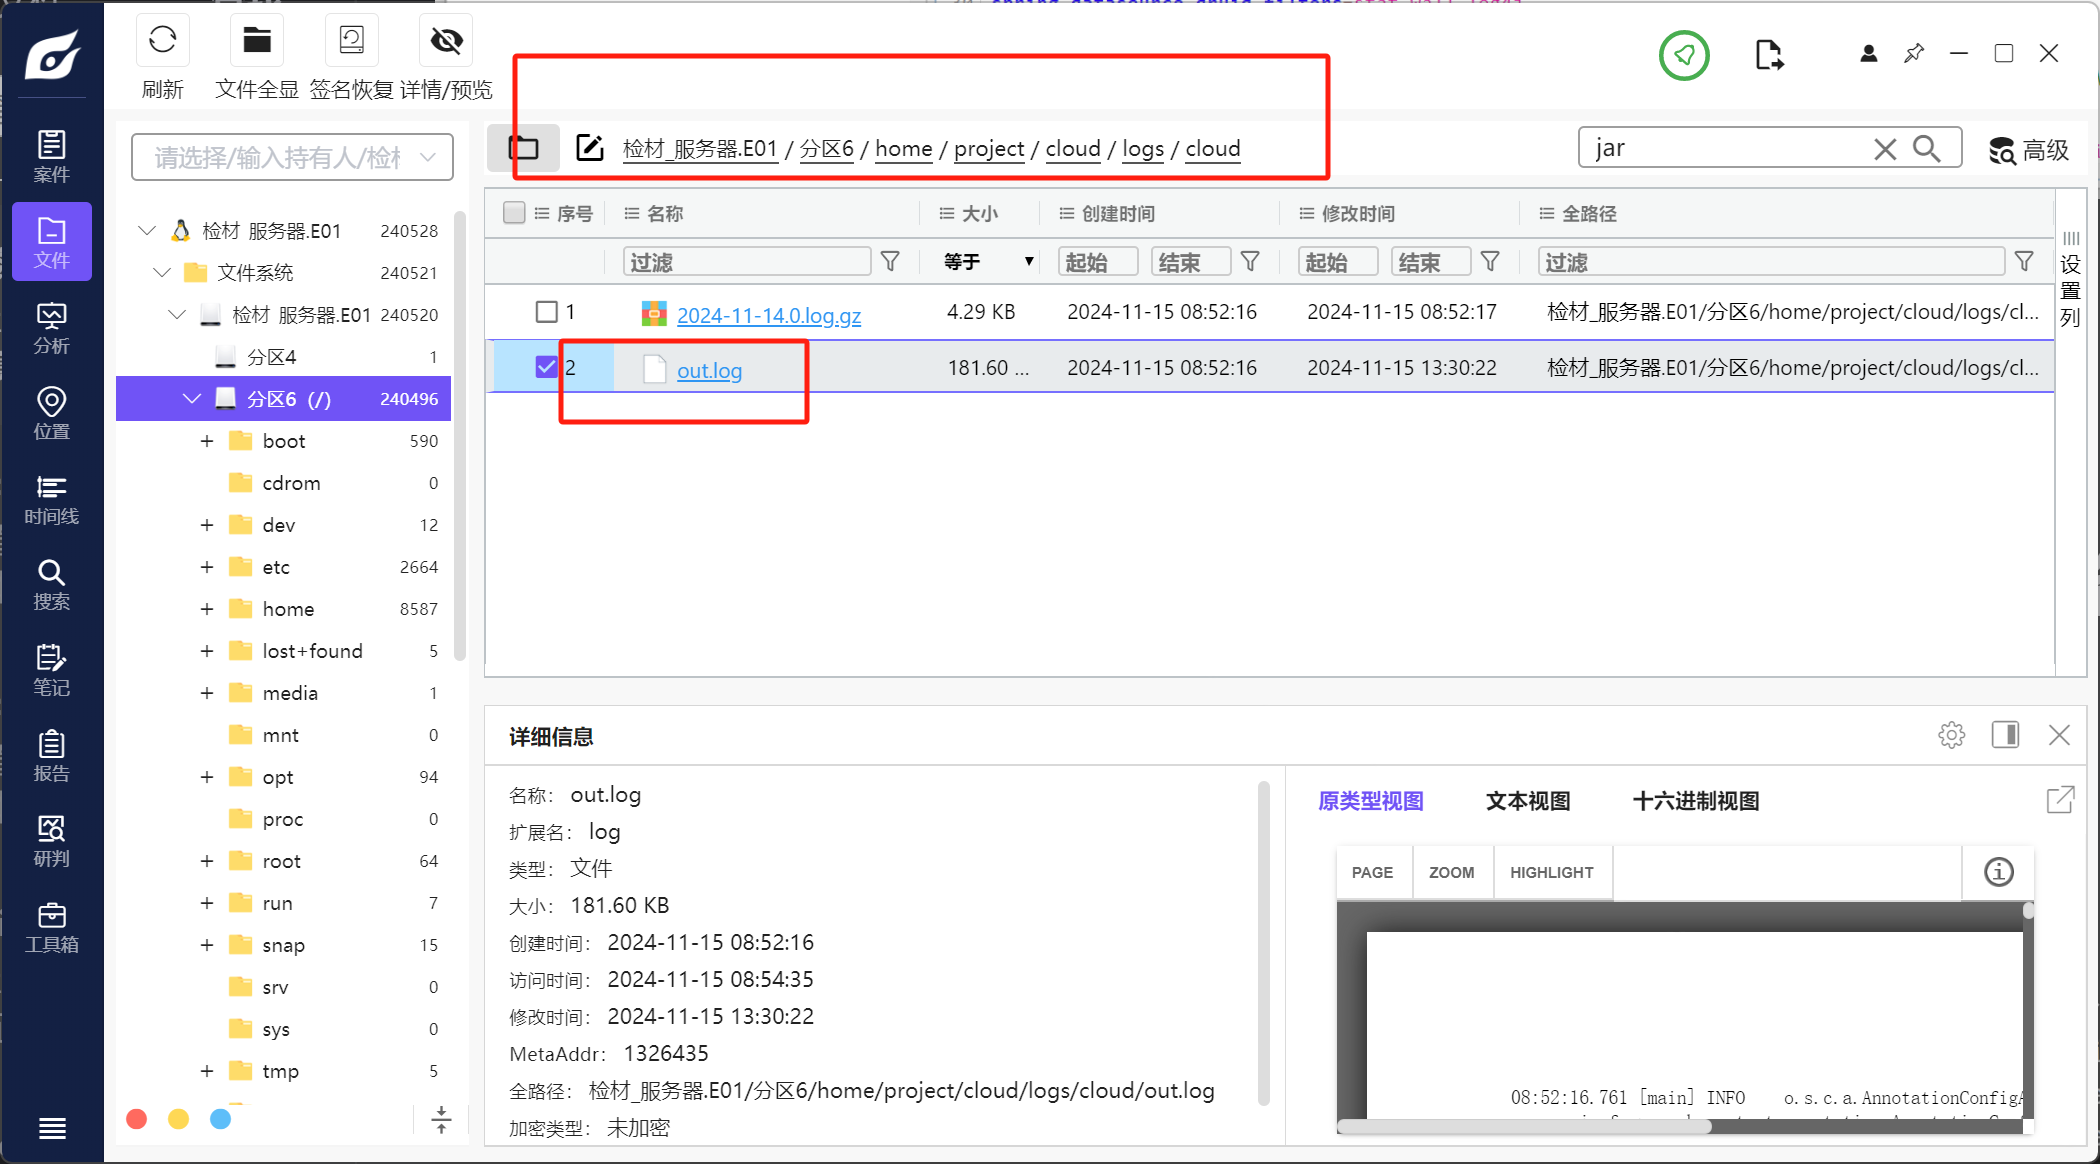 刷新
文件全显
签名恢复
详情/预览
案件
文件
分析
位置
时间线
搜索
笔记
报告
研判
工具箱
请选择/输入持有人/检材
检材_服务器.E01 / 分区6 / home / project / cloud / logs / cloud
jar
高级
检材 服务器.E01 240528
文件系统 240521
检材 服务器.E01 240520
分区4 1
分区6 (/) 240496
boot 590
cdrom 0
dev 12
etc 2664
home 8587
lost+found 5
media 1
mnt 0
opt 94
proc 0
root 64
run 7
snap 15
srv 0
sys 0
tmp 5
序号 名称 大小 创建时间 修改时间 全路径
过滤 等于 起始 结束 起始 结束 过滤
1 2024-11-14.0.log.gz 4.29 KB 2024-11-15 08:52:16 2024-11-15 08:52:17 检材_服务器.E01/分区6/home/project/cloud/logs/cl...
2 out.log 181.60 ... 2024-11-15 08:52:16 2024-11-15 13:30:22 检材_服务器.E01/分区6/home/project/cloud/logs/cl...
设置列
详细信息
名称: out.log
扩展名: log
类型: 文件
大小: 181.60 KB
创建时间: 2024-11-15 08:52:16
访问时间: 2024-11-15 08:54:35
修改时间: 2024-11-15 13:30:22
MetaAddr: 1326435
全路径: 检材_服务器.E01/分区6/home/project/cloud/logs/cloud/out.log
加密类型: 未加密
原类型视图 文本视图 十六进制视图
PAGE ZOOM HIGHLIGHT
08:52:16.761 [main] INFO o.s.c.a.AnnotationConfigA